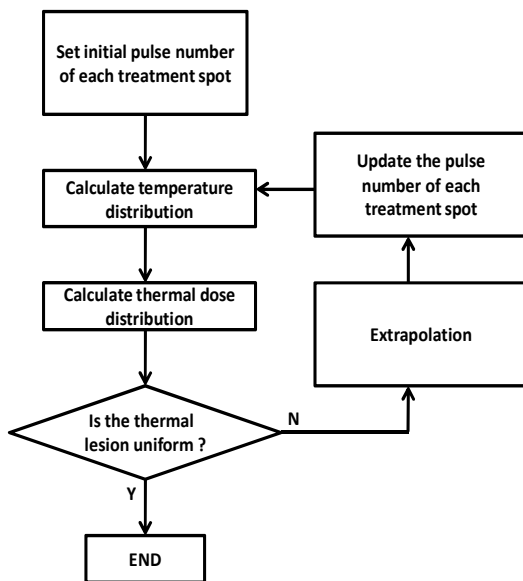 Set initial pulse number
of each treatment spot
Calculate temperature
distribution
Update the pulse
number of each
treatment spot
Calculate thermal dose
distribution
Extrapolation
Is the thermal
lesion uniform ?
N
Y
END